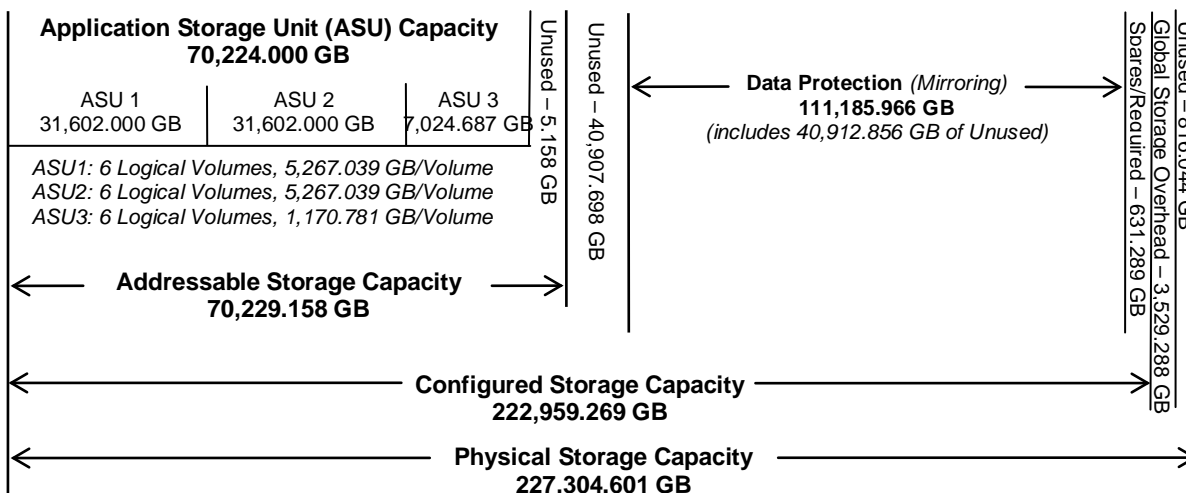 Application Storage Unit (ASU) Capacity
70,224.000 GB
ASU 1
31,602.000 GB
ASU 2
31,602.000 GB
ASU 3
7,024.687 GB
ASU1: 6 Logical Volumes, 5,267.039 GB/Volume
ASU2: 6 Logical Volumes, 5,267.039 GB/Volume
ASU3: 6 Logical Volumes, 1,170.781 GB/Volume
Unused – 5.158 GB
Unused – 40,907.698 GB
Data Protection (Mirroring)
111,185.966 GB
(includes 40,912.856 GB of Unused)
Spares/Required – 631.289 GB
Global Storage Overhead – 3,529.288 GB
Unused – 816.044 GB
Addressable Storage Capacity
70,229.158 GB
Configured Storage Capacity
222,959.269 GB
Physical Storage Capacity
227,304.601 GB